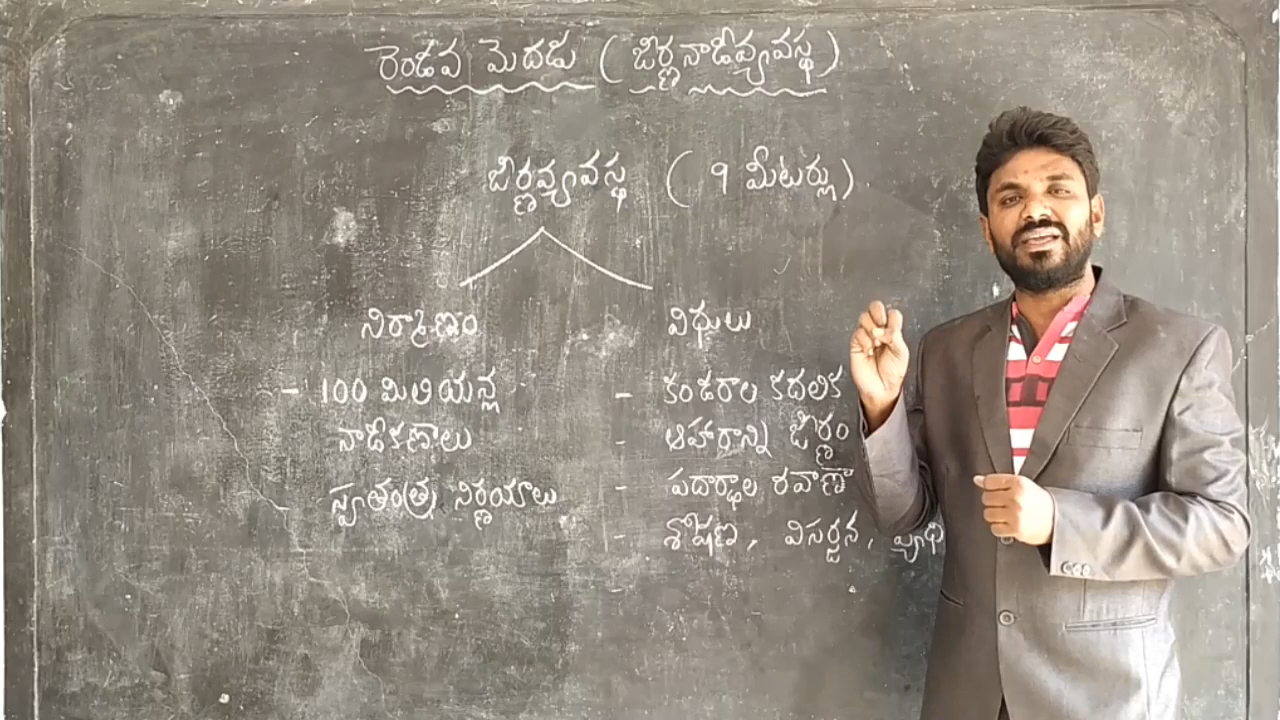 రెండవ మెదడు ( జీర్ణనాడీవ్యవస్థ )
జీర్ణవ్యవస్థ ( 9 మీటర్లు )
నిర్మాణం
- 100 మిలియన్ల
నాడీకణాలు
స్వతంత్ర నిర్ణయాలు
విధులు
- కండరాల కదలిక
- ఆహారాన్ని జీర్ణం
- పదార్థాల రవాణా
- శోషణ, విసర్జన,